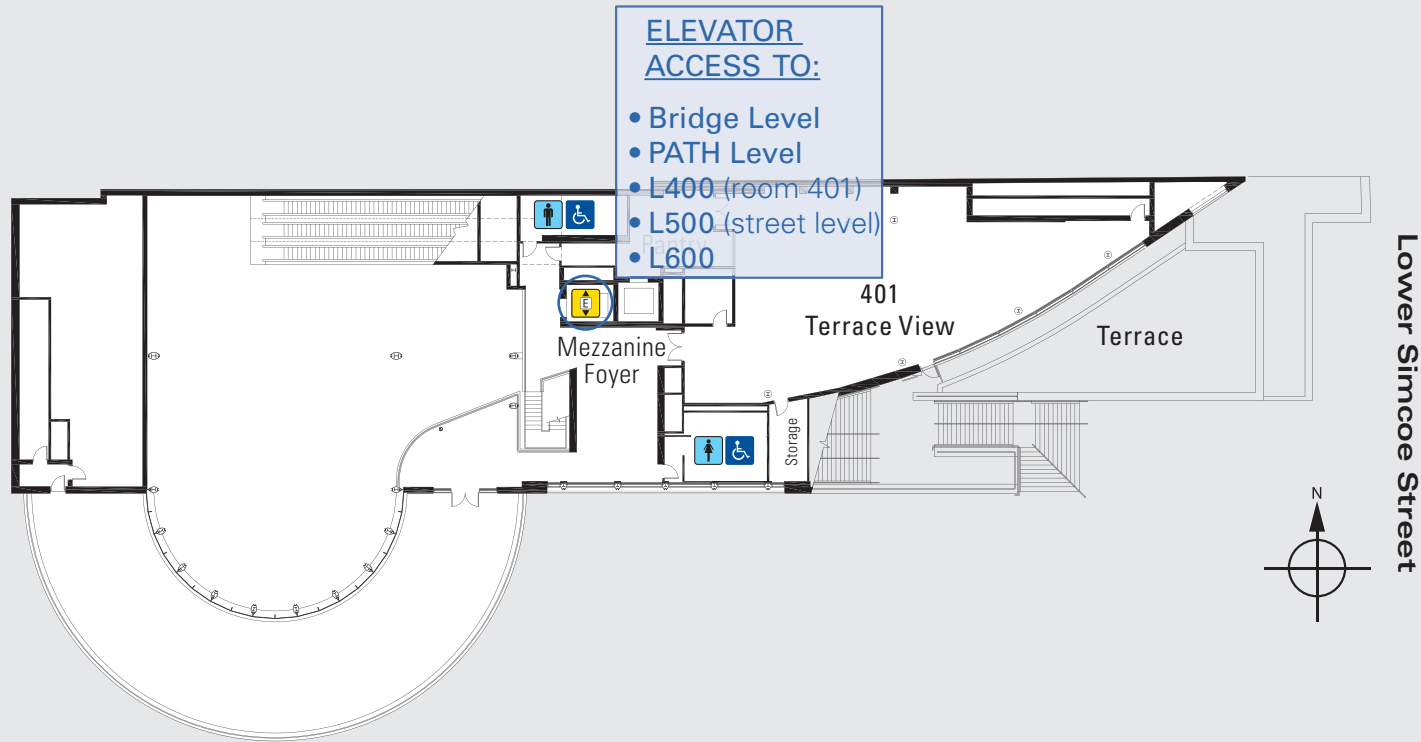 ELEVATOR
ACCESS TO:
• Bridge Level
• PATH Level
• L400 (room 401)
• L500 (street level)
• L600
Pantry
E
Mezzanine
Foyer
401
Terrace View
Terrace
Storage
Lower Simcoe Street
N